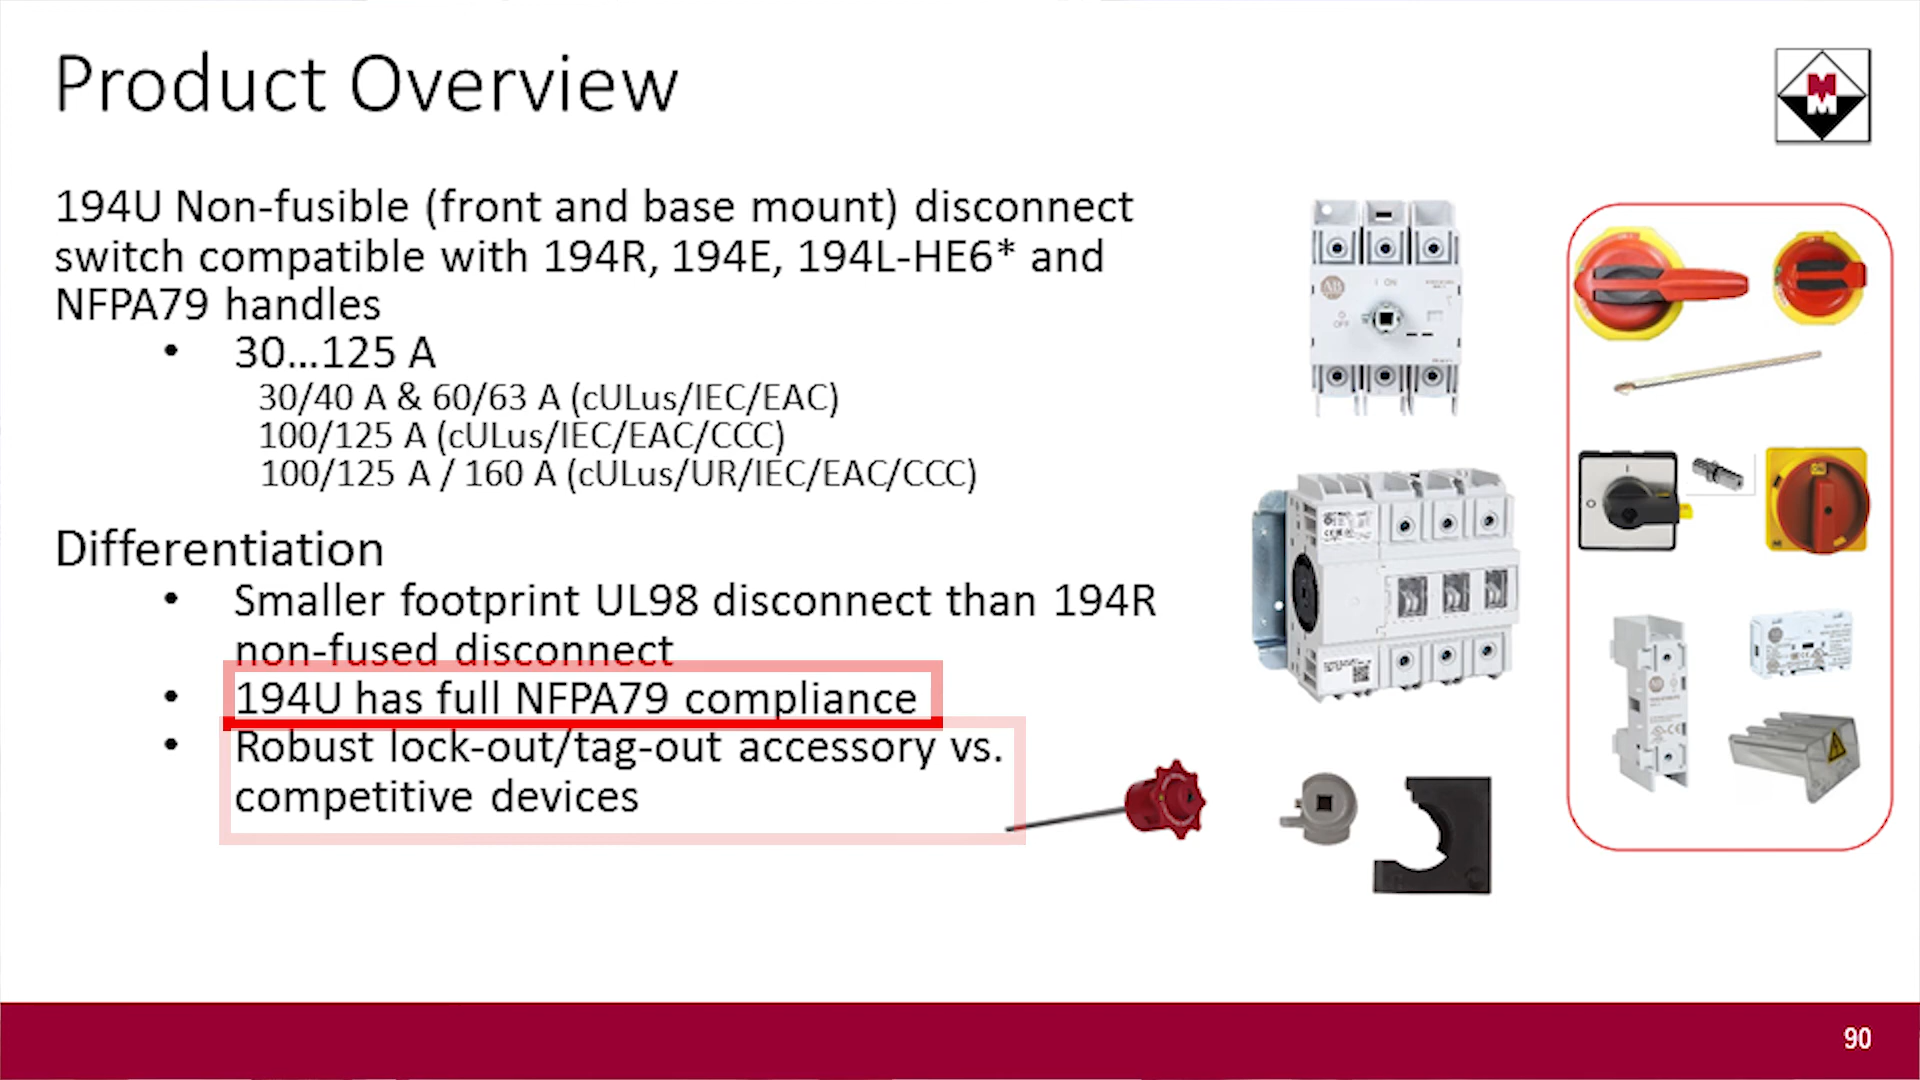 Product Overview
M
M
194U Non-fusible (front and base mount) disconnect
switch compatible with 194R, 194E, 194L-HE6* and
NFPA79 handles
• 30...125 A
30/40 A & 60/63 A (cULus/IEC/EAC)
100/125 A (cULus/IEC/EAC/CCC)
100/125 A / 160 A (cULus/UR/IEC/EAC/CCC)
Differentiation
• Smaller footprint UL98 disconnect than 194R
non-fused disconnect
• 194U has full NFPA79 compliance
• Robust lock-out/tag-out accessory vs.
competitive devices
AB
I ON
O
OFF
I
O
90